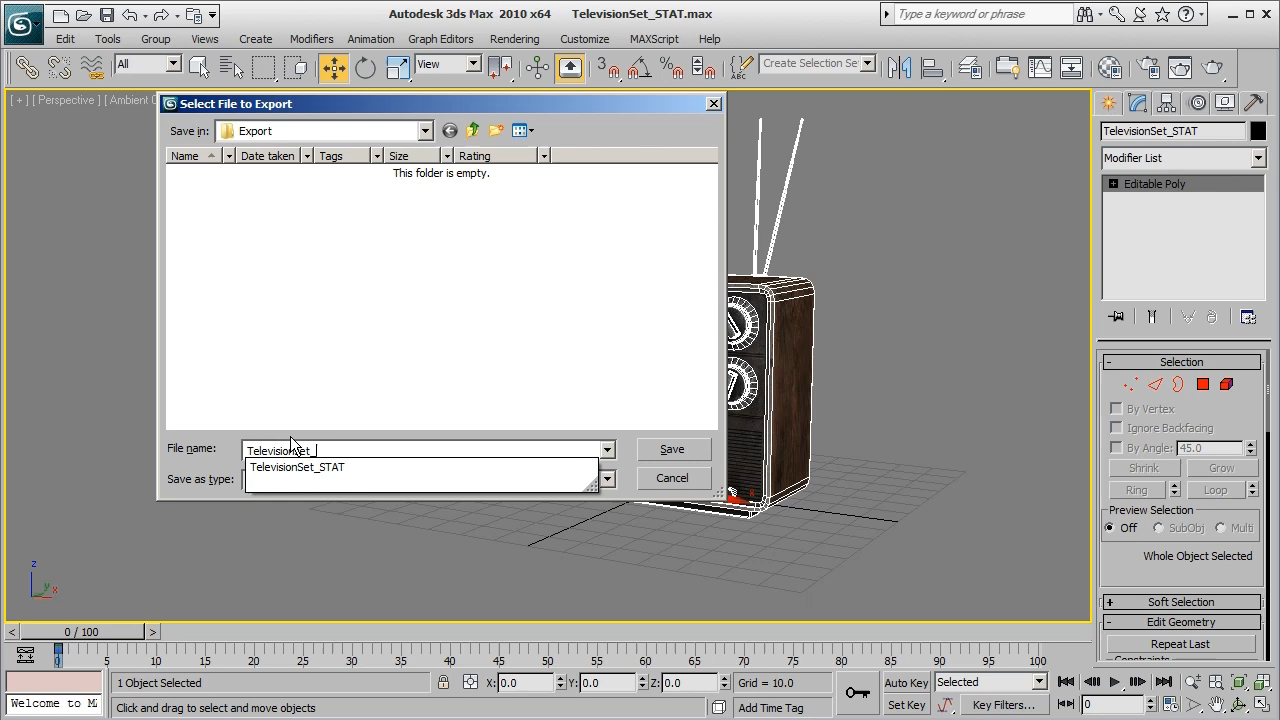 Autodesk 3ds Max 2010 x64 TelevisionSet_STAT.max
Type a keyword or phrase
Edit Tools Group Views Create Modifiers Animation Graph Editors Rendering Customize MAXScript Help
All View 3 % ABC Create Selection Se
[ + ] [ Perspective ] [ Ambient
Select File to Export
Save in: Export
Name Date taken Tags Size Rating
This folder is empty.
File name: TelevisionSet_
TelevisionSet_STAT
Save as type:
Save
Cancel
TelevisionSet_STAT
Modifier List
Editable Poly
- Selection
By Vertex
Ignore Backfacing
By Angle: 45.0
Shrink Grow
Ring Loop
Preview Selection
Off SubObj Multi
Whole Object Selected
+ Soft Selection
- Edit Geometry
Repeat Last
z
y x
< 0 / 100 >
0 5 10 15 20 25 30 35 40 45 50 55 60 65 70 75 80 85 90 95 100
1 Object Selected X: 0.0 Y: 0.0 Z: 0.0 Grid = 10.0 Auto Key Selected
Welcome to M Click and drag to select and move objects Add Time Tag Set Key Key Filters... 0